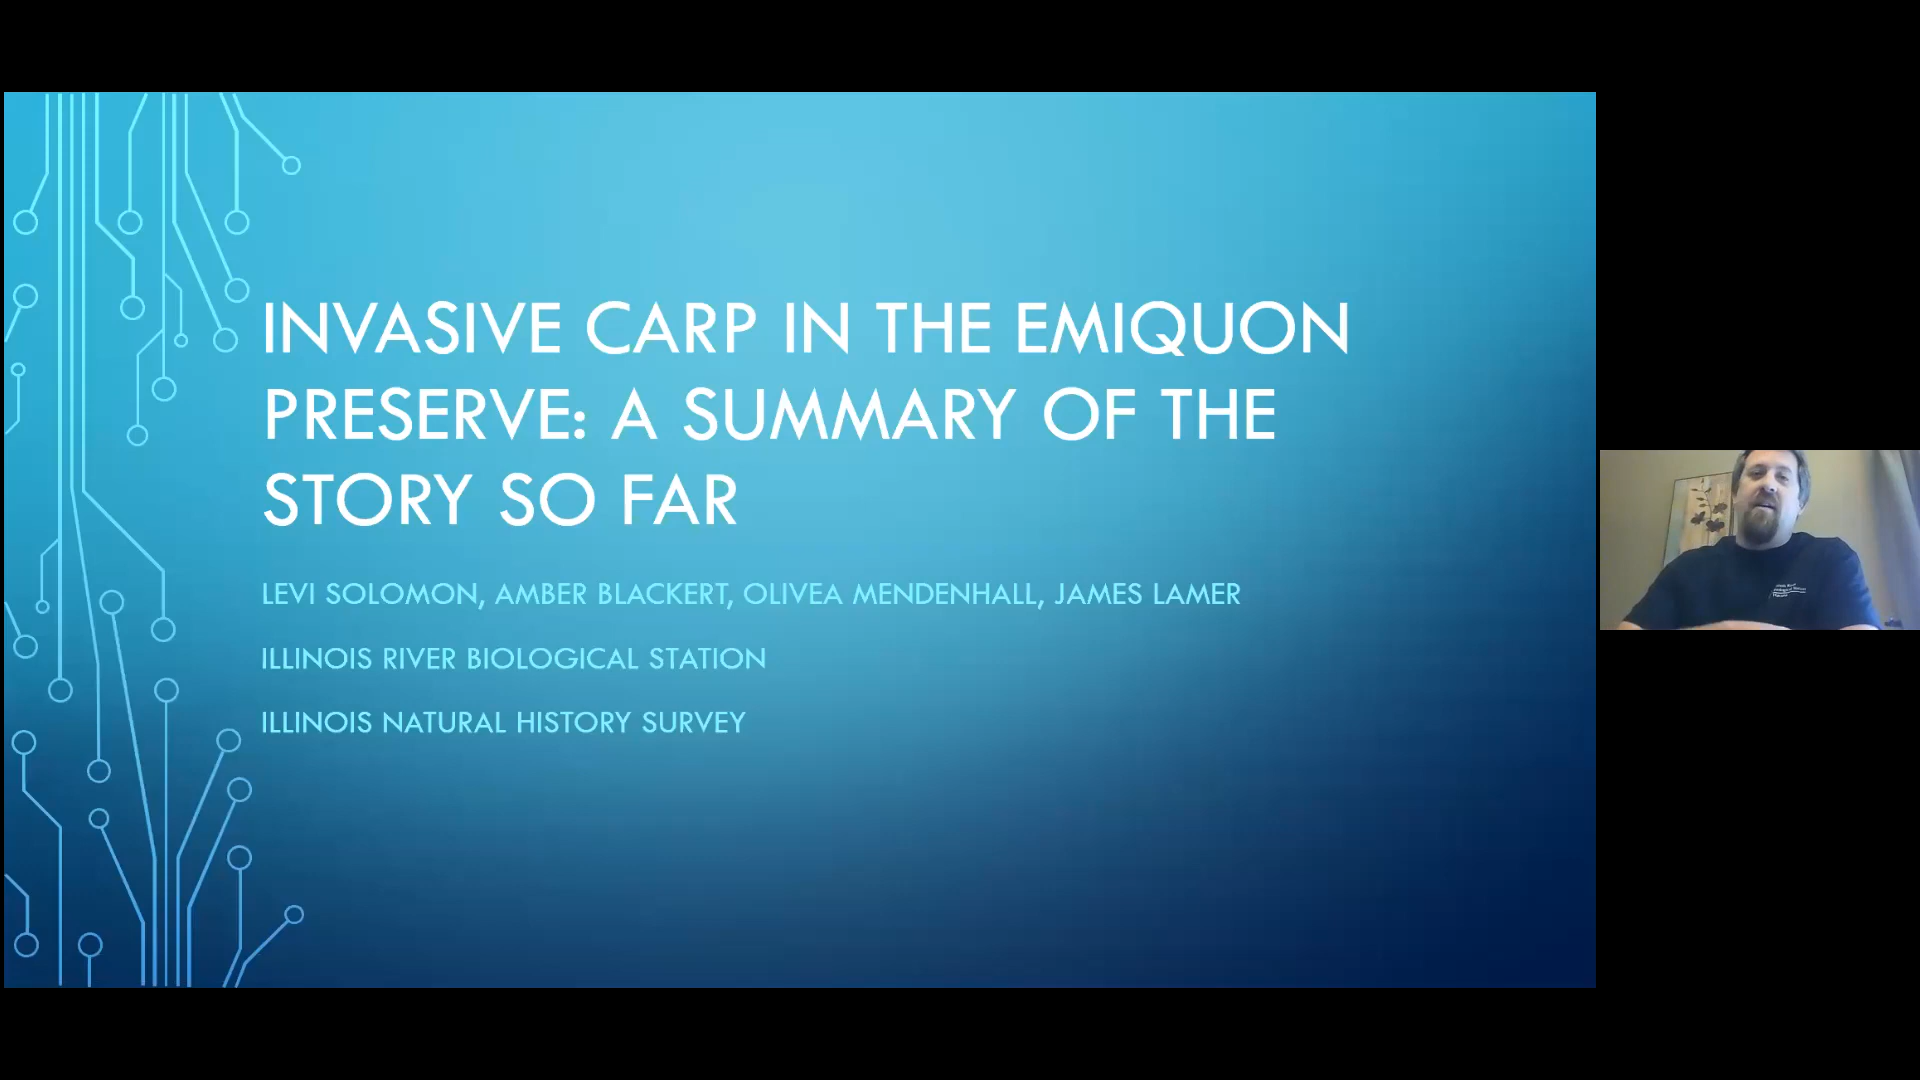 INVASIVE CARP IN THE EMIQUON
PRESERVE: A SUMMARY OF THE
STORY SO FAR
LEVI SOLOMON, AMBER BLACKERT, OLIVEA MENDENHALL, JAMES LAMER
ILLINOIS RIVER BIOLOGICAL STATION
ILLINOIS NATURAL HISTORY SURVEY